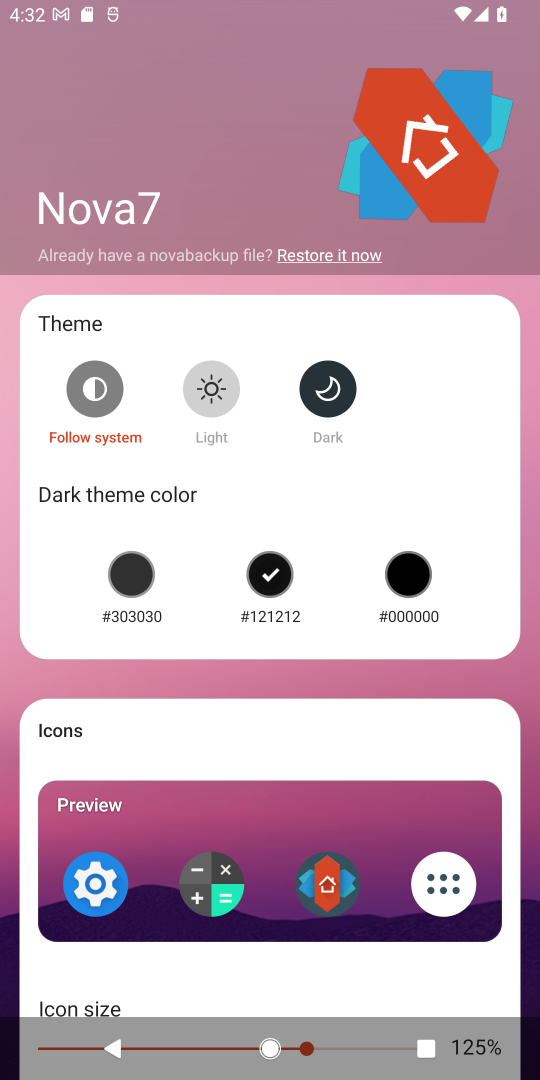 4:32
Nova7
Already have a novabackup file? Restore it now
Theme
Follow system
Light
Dark
Dark theme color
#303030
#121212
#000000
Icons
Preview
Icon size
125%